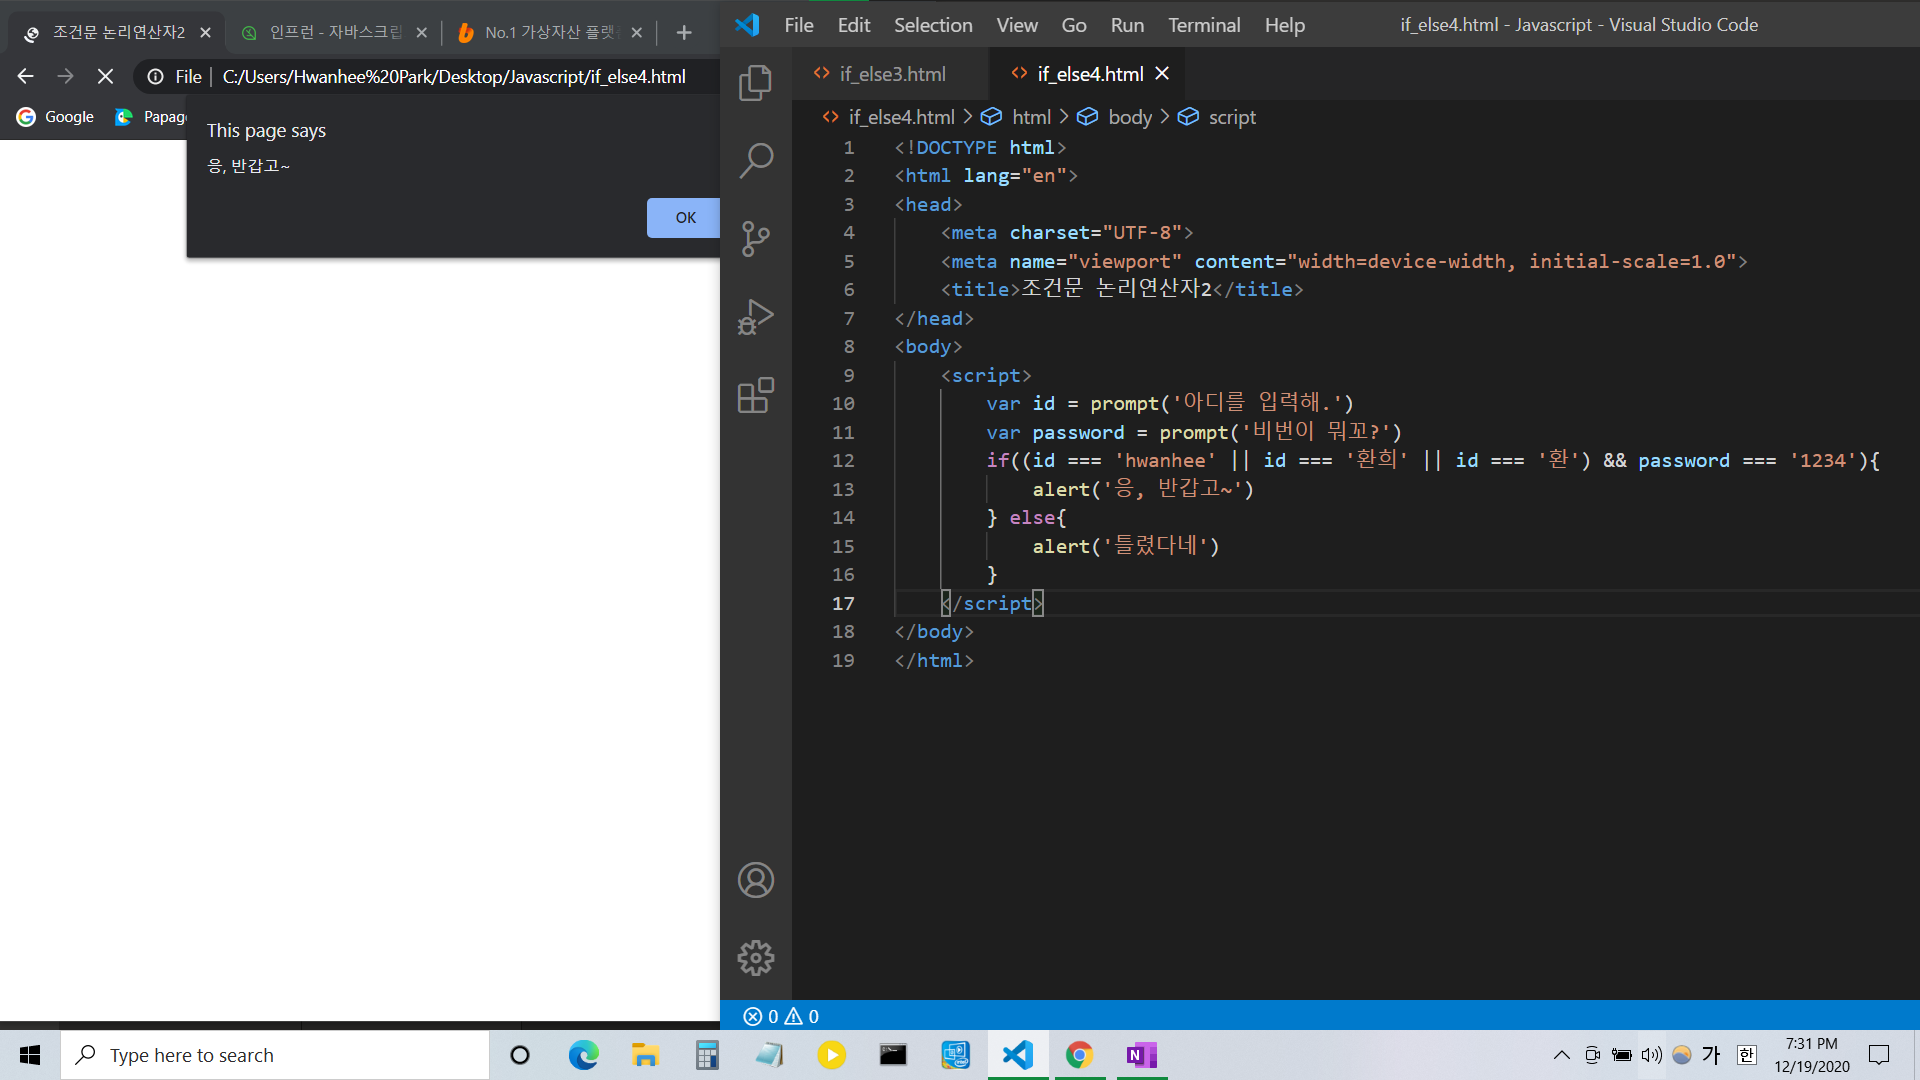 조건문 논리연산자2
인프런 - 자바스크립
No.1 가상자산 플랫
File
C:/Users/Hwanhee%20Park/Desktop/Javascript/if_else4.html
Google
Papag
This page says
응, 반갑고~
OK
File Edit Selection View Go Run Terminal Help
if_else4.html - Javascript - Visual Studio Code
if_else3.html
if_else4.html
if_else4.html > html > body > script
1 <!DOCTYPE html>
2 <html lang="en">
3 <head>
4     <meta charset="UTF-8">
5     <meta name="viewport" content="width=device-width, initial-scale=1.0">
6     <title>조건문 논리연산자2</title>
7 </head>
8 <body>
9     <script>
10         var id = prompt('아디를 입력해.')
11         var password = prompt('비번이 뭐꼬?')
12         if((id === 'hwanhee' || id === '환희' || id === '환') && password === '1234'){
13             alert('응, 반갑고~')
14         } else{
15             alert('틀렸다네')
16         }
17     </script>
18 </body>
19 </html>
0 0
Type here to search
가
한
7:31 PM
12/19/2020